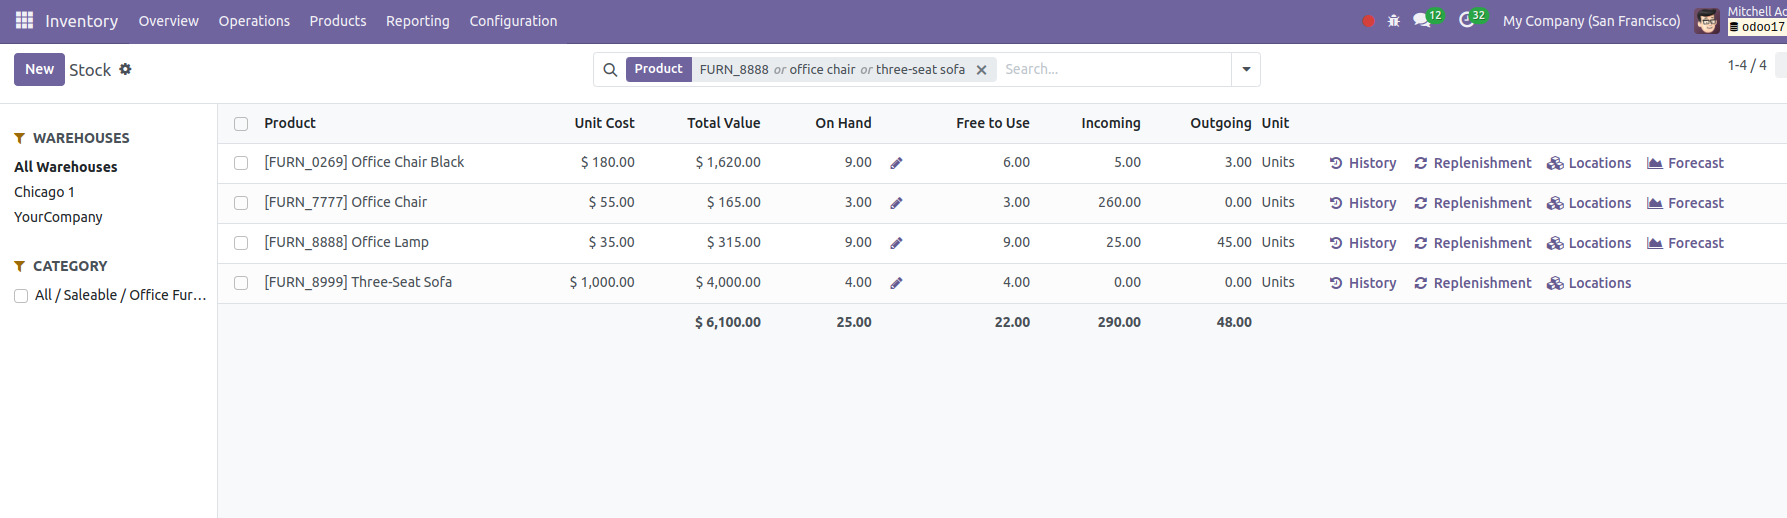 Inventory Overview Operations Products Reporting Configuration 12 32 My Company (San Francisco) Mitchell Ad
odoo17
New Stock Product FURN_8888 or office chair or three-seat sofa Search... 1-4 / 4
WAREHOUSES
All Warehouses
Chicago 1
YourCompany
CATEGORY
All / Saleable / Office Fur...
Product Unit Cost Total Value On Hand Free to Use Incoming Outgoing Unit
[FURN_0269] Office Chair Black $ 180.00 $ 1,620.00 9.00 6.00 5.00 3.00 Units History Replenishment Locations Forecast
[FURN_7777] Office Chair $ 55.00 $ 165.00 3.00 3.00 260.00 0.00 Units History Replenishment Locations Forecast
[FURN_8888] Office Lamp $ 35.00 $ 315.00 9.00 9.00 25.00 45.00 Units History Replenishment Locations Forecast
[FURN_8999] Three-Seat Sofa $ 1,000.00 $ 4,000.00 4.00 4.00 0.00 0.00 Units History Replenishment Locations
$ 6,100.00 25.00 22.00 290.00 48.00